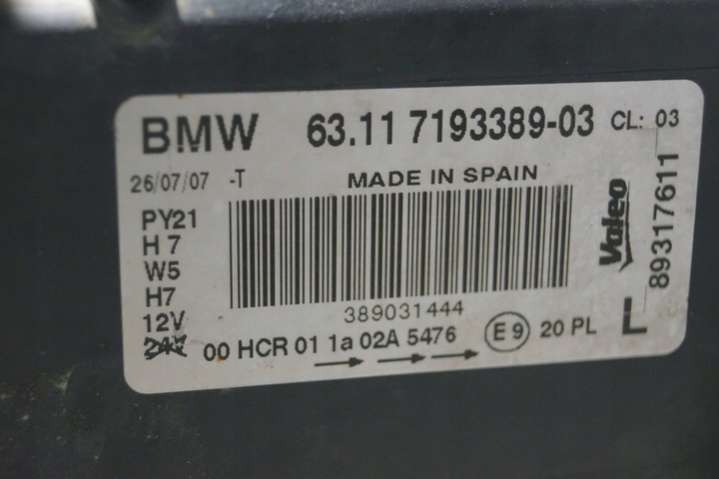 BMW 63.11 7193389-03 CL: 03
26/07/07 -T MADE IN SPAIN
PY21
H7
W5
H7
12V
24V
389031444
00 HCR 01 1a 02A 5476 E9 20 PL
Valeo
89317611
L